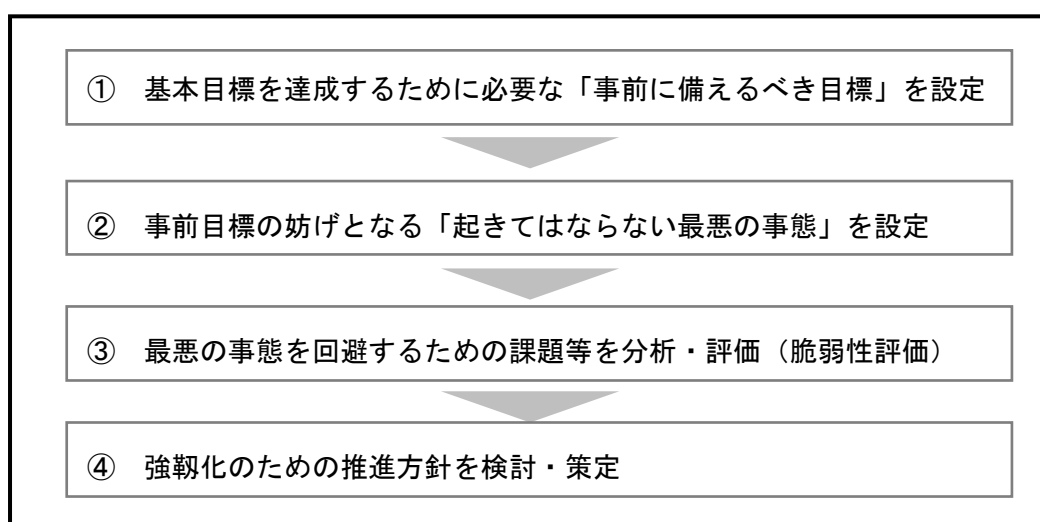 ① 基本目標を達成するために必要な「事前に備えるべき目標」を設定
② 事前目標の妨げとなる「起きてはならない最悪の事態」を設定
③ 最悪の事態を回避するための課題等を分析・評価（脆弱性評価）
④ 強靱化のための推進方針を検討・策定